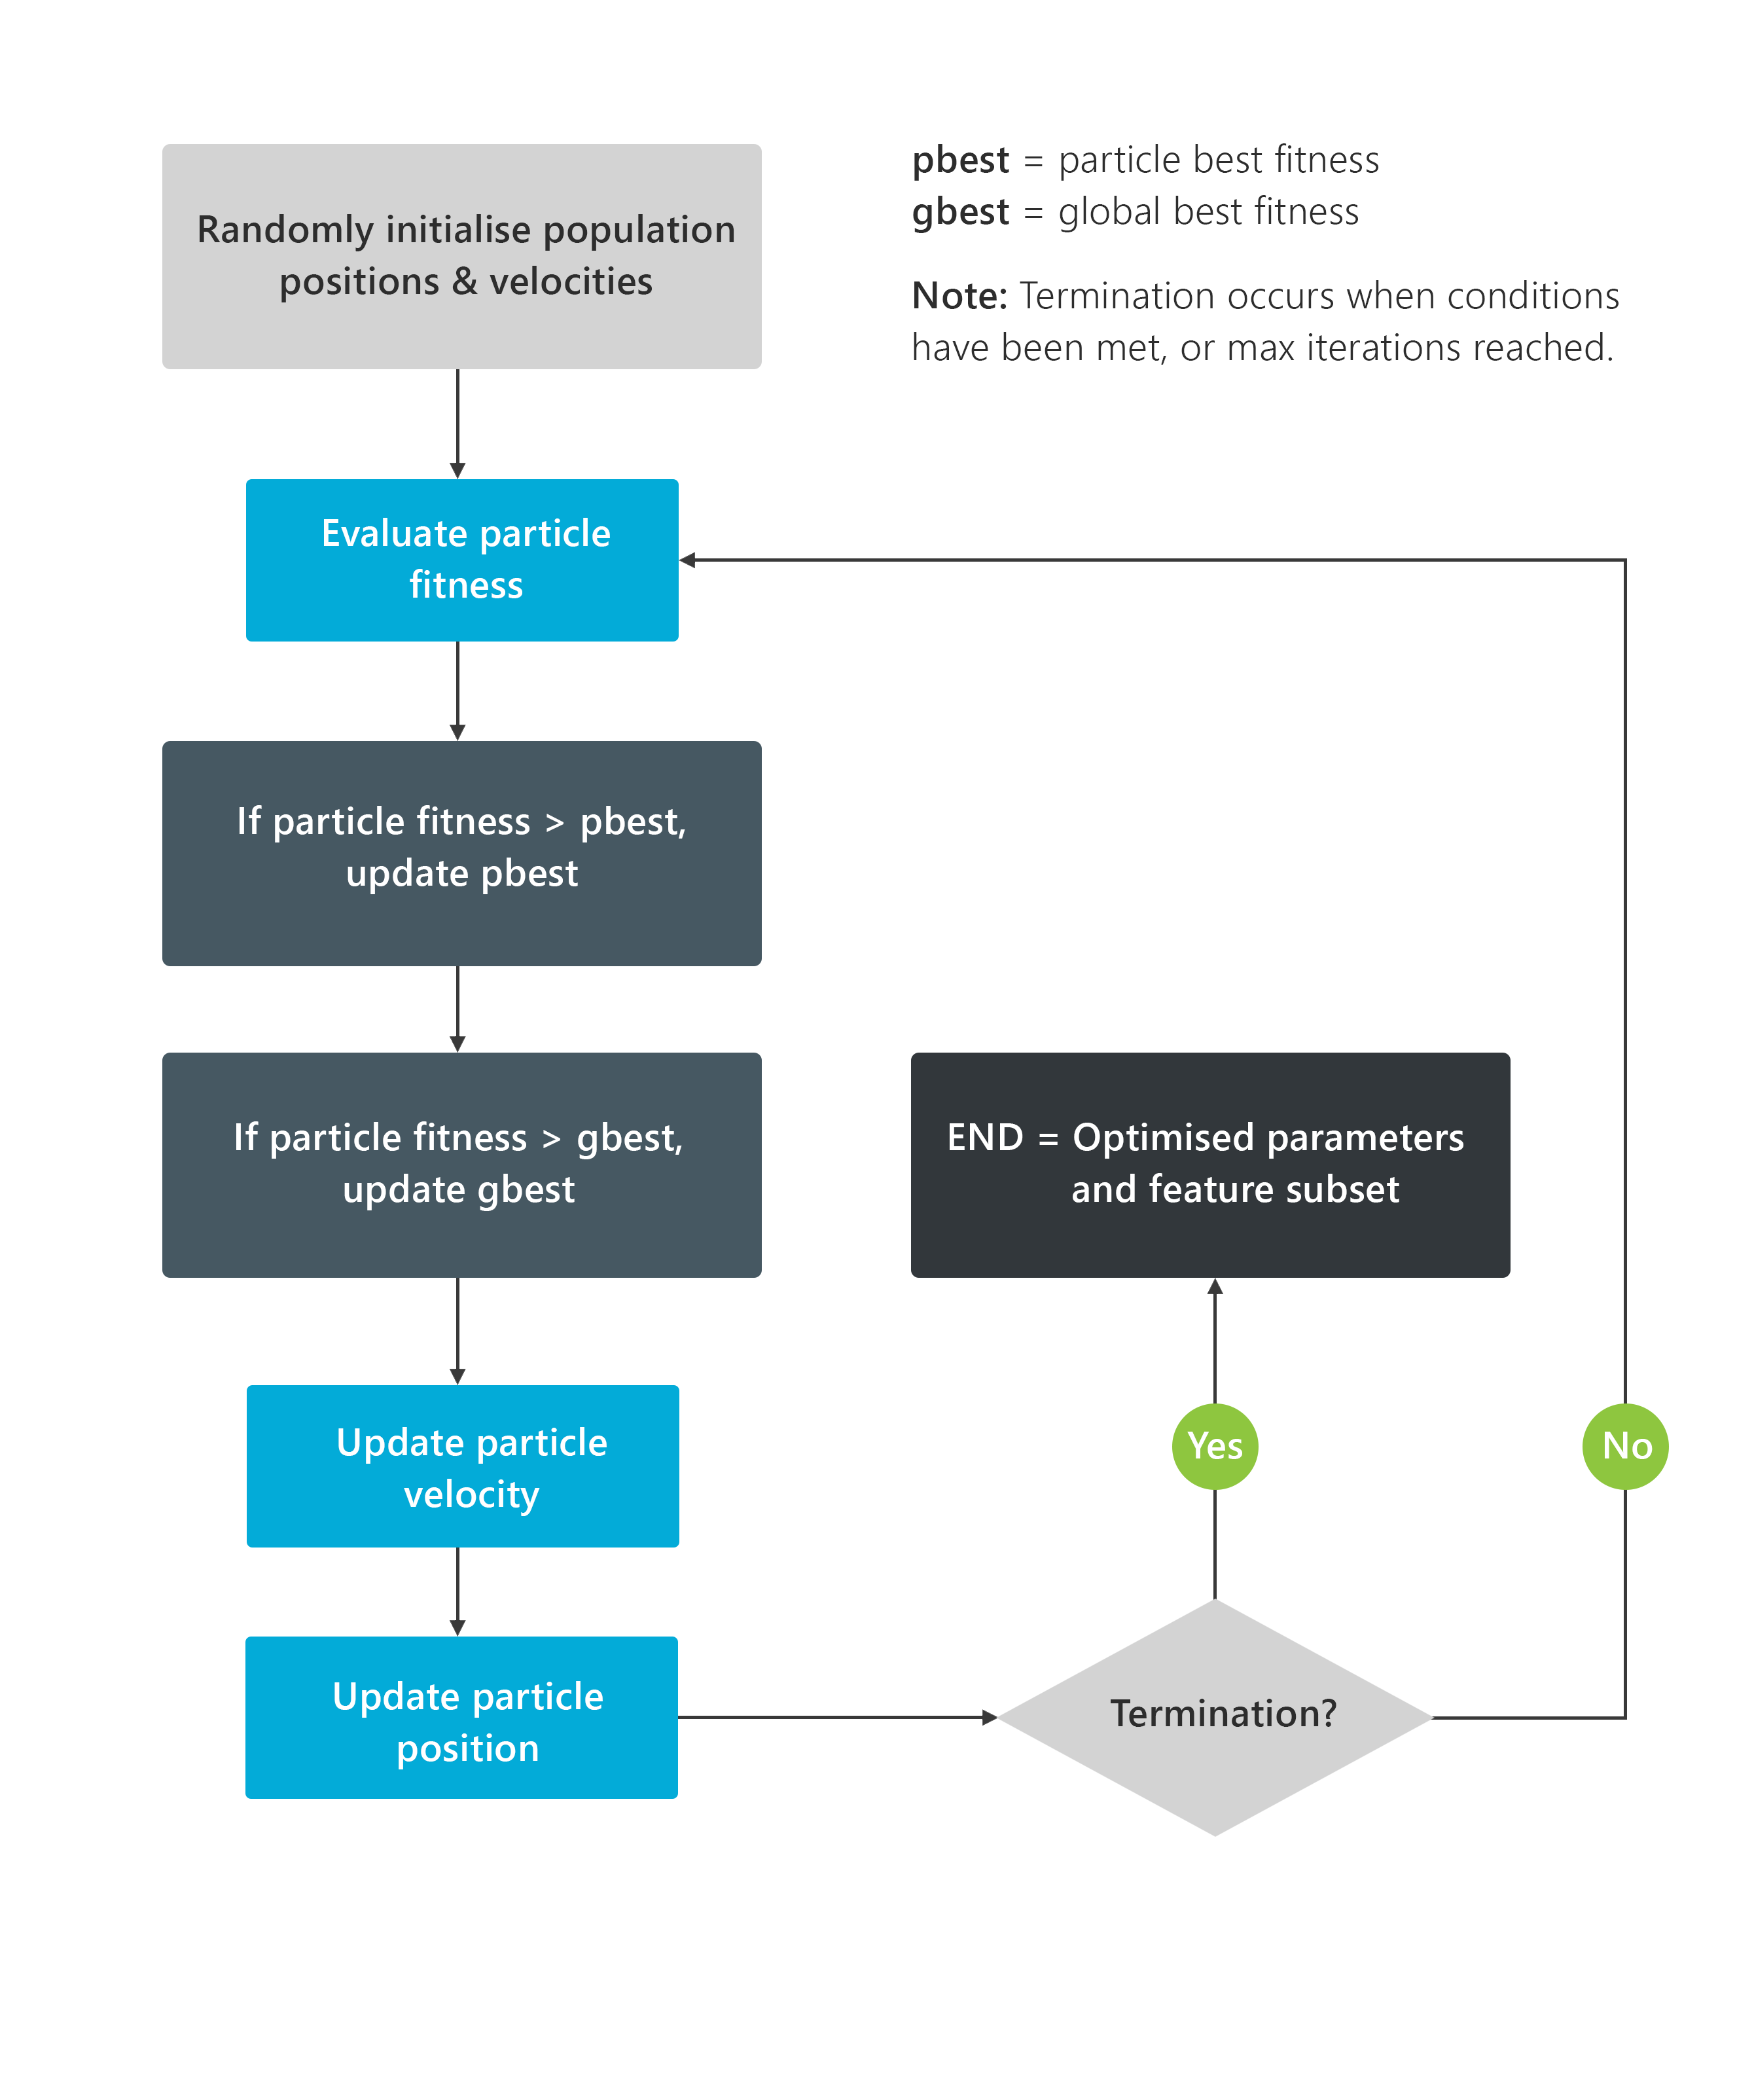 Randomly initialise population
positions & velocities
pbest = particle best fitness
gbest = global best fitness
Note: Termination occurs when conditions
have been met, or max iterations reached.
Evaluate particle
fitness
If particle fitness > pbest,
update pbest
If particle fitness > gbest,
update gbest
END = Optimised parameters
and feature subset
Update particle
velocity
Yes
No
Update particle
position
Termination?